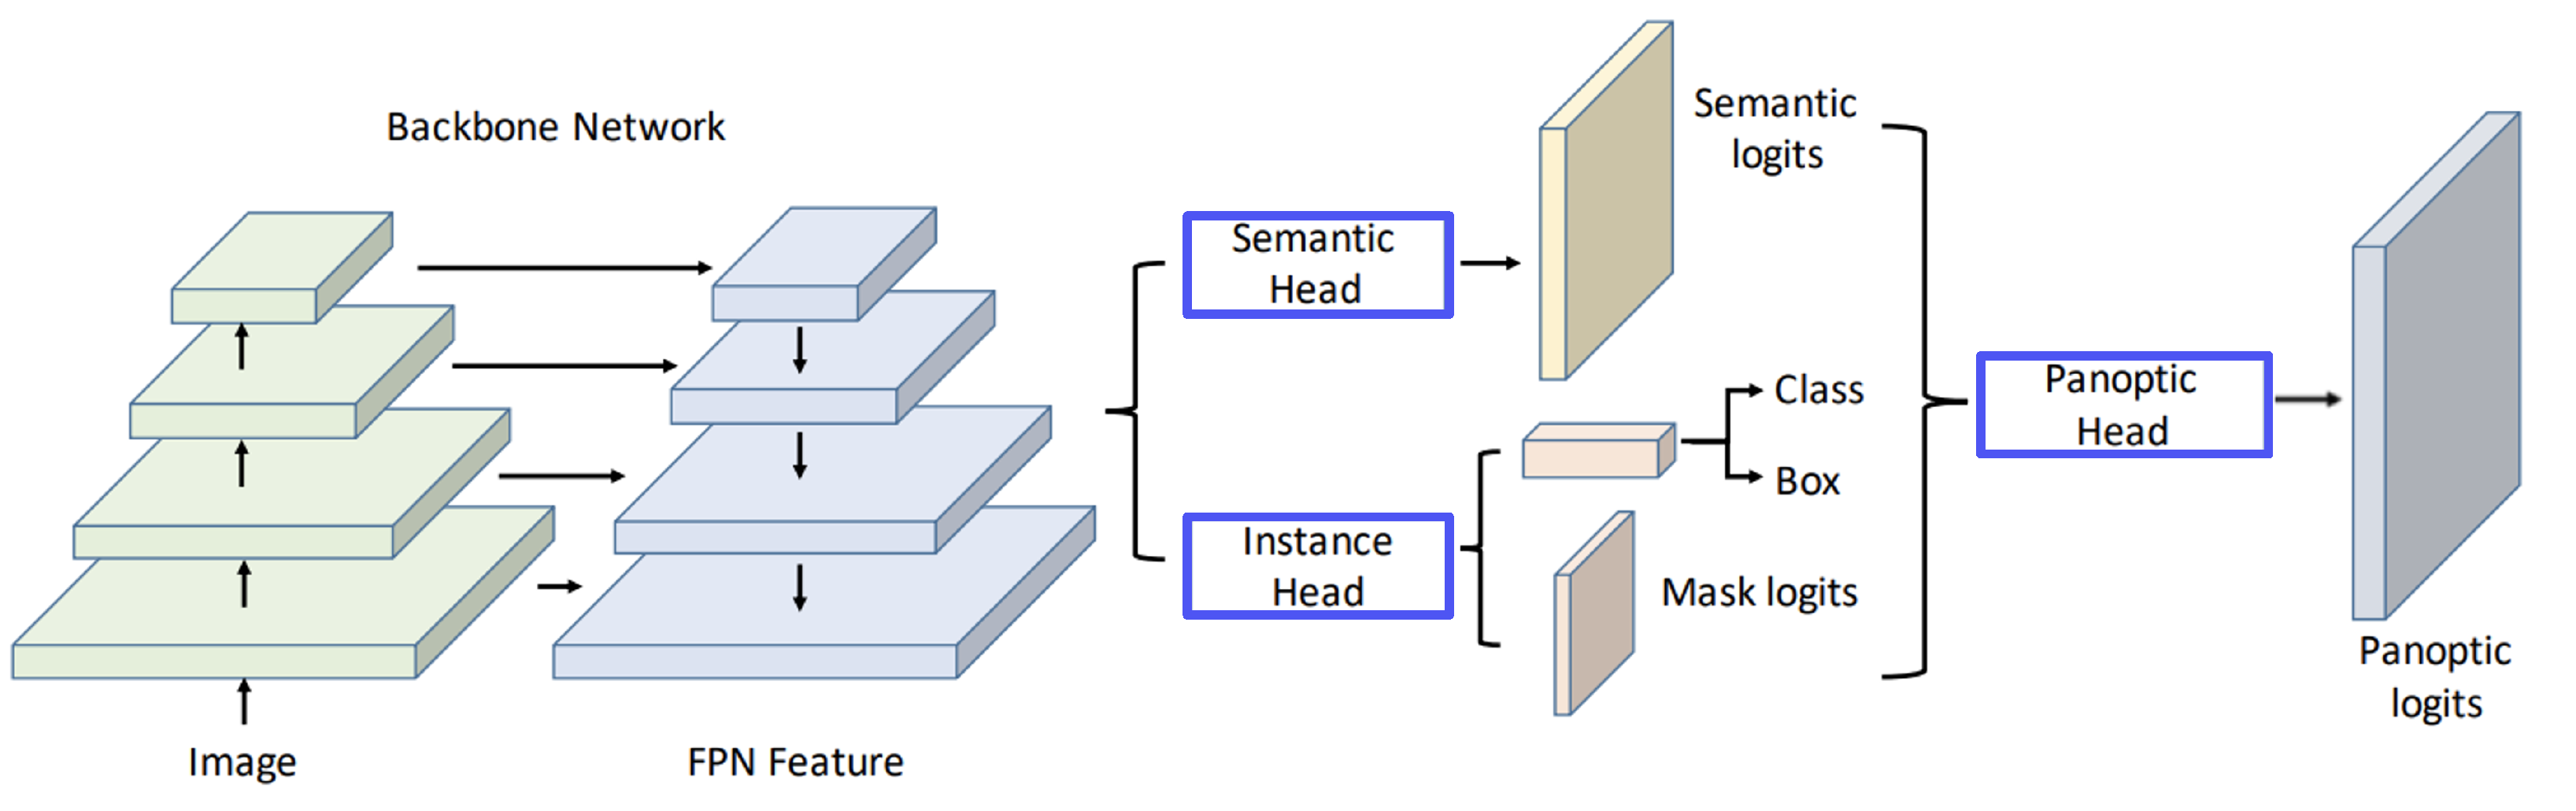 Backbone Network
Image
FPN Feature
Semantic
Head
Instance
Head
Semantic
logits
Class
Box
Mask logits
Panoptic
Head
Panoptic
logits